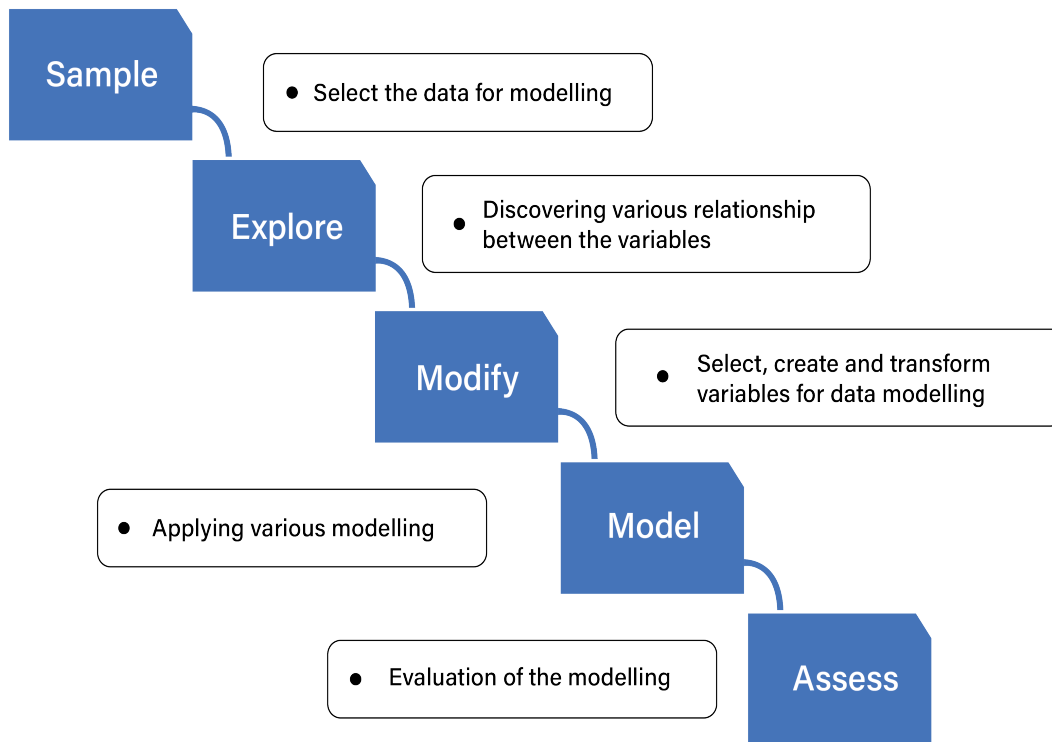 Sample
● Select the data for modelling
Explore
● Discovering various relationship
between the variables
Modify
● Select, create and transform
variables for data modelling
● Applying various modelling
Model
● Evaluation of the modelling
Assess